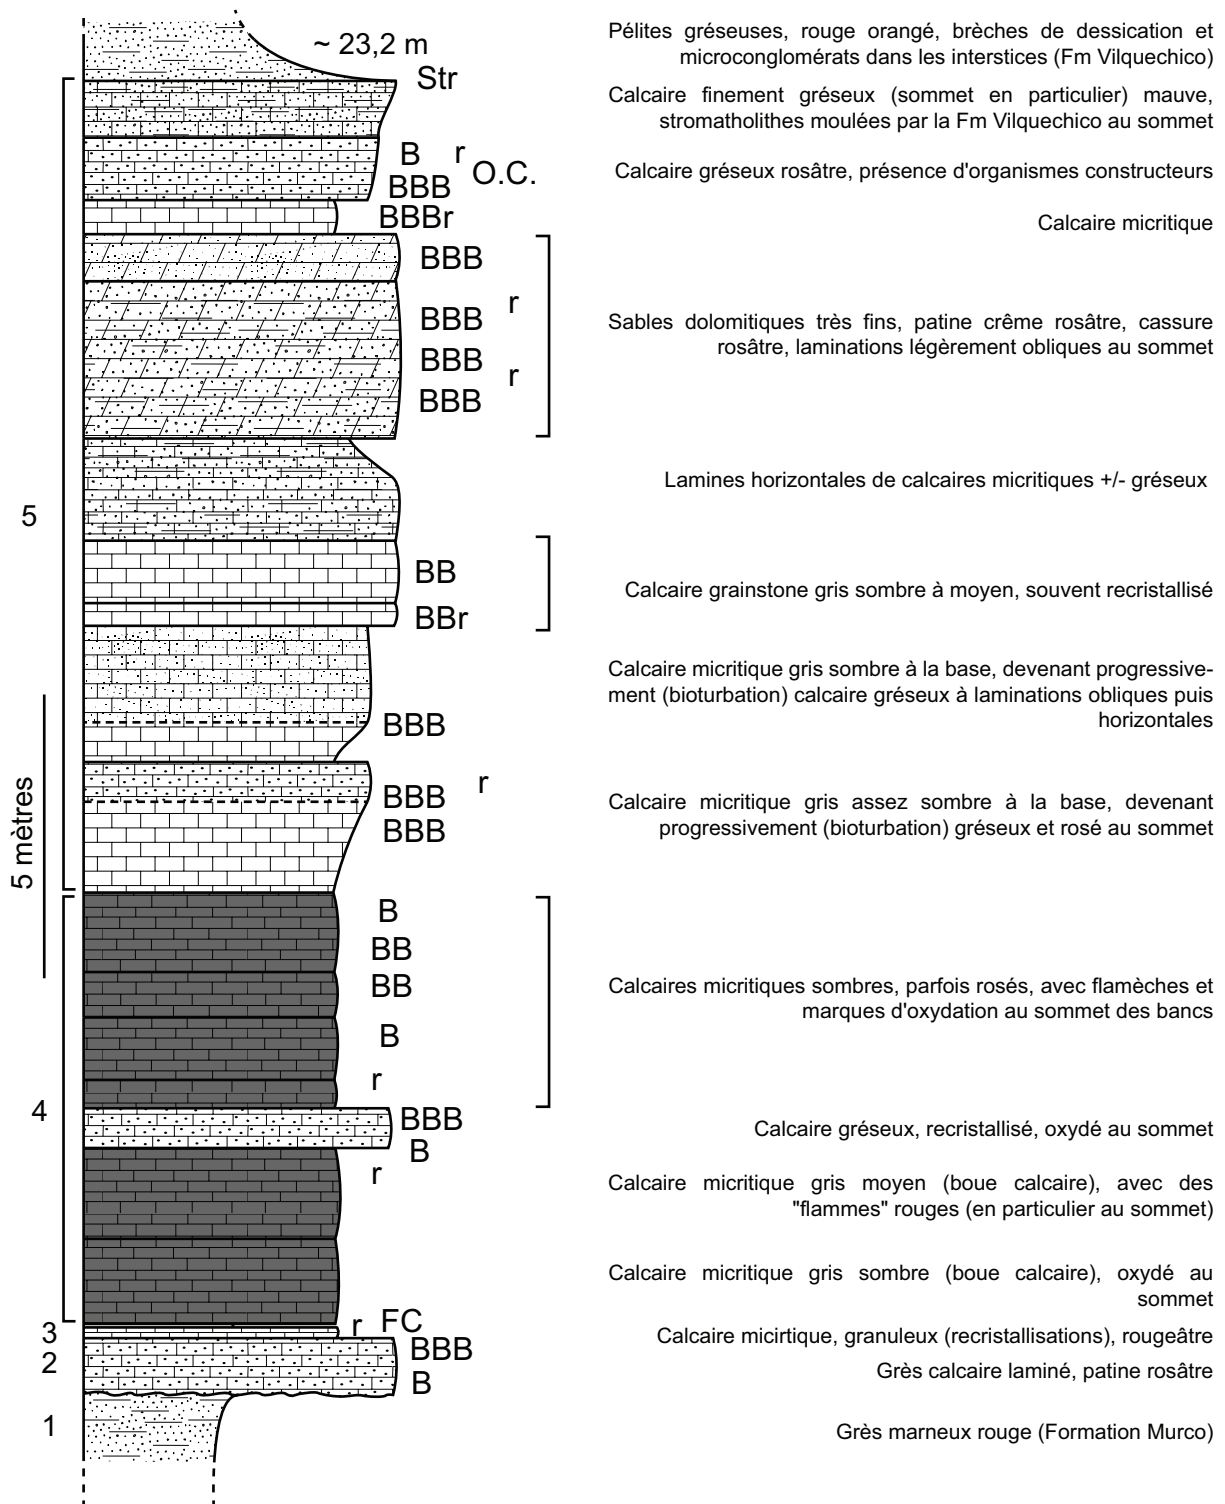 ~ 23,2 m
Str
Pélites gréseuses, rouge orangé, brèches de dessication et
microconglomérats dans les interstices (Fm Vilquechico)
Calcaire finement gréseux (sommet en particulier) mauve,
stromatholithes moulées par la Fm Vilquechico au sommet
B r
BBB O.C.
Calcaire gréseux rosâtre, présence d'organismes constructeurs
BBBr
Calcaire micritique
BBB
BBB r
BBB
r
BBB
Sables dolomitiques très fins, patine crême rosâtre, cassure
rosâtre, laminations légèrement obliques au sommet
Lamines horizontales de calcaires micritiques +/- gréseux
5
BB
BBr
Calcaire grainstone gris sombre à moyen, souvent recristallisé
Calcaire micritique gris sombre à la base, devenant progressive-
ment (bioturbation) calcaire gréseux à laminations obliques puis
horizontales
BBB
BBB r
BBB
Calcaire micritique gris assez sombre à la base, devenant
progressivement (bioturbation) gréseux et rosé au sommet
5 mètres
B
BB
BB
B
r
Calcaires micritiques sombres, parfois rosés, avec flamèches et
marques d'oxydation au sommet des bancs
4
BBB
B
Calcaire gréseux, recristallisé, oxydé au sommet
r
Calcaire micritique gris moyen (boue calcaire), avec des
"flammes" rouges (en particulier au sommet)
Calcaire micritique gris sombre (boue calcaire), oxydé au
sommet
3
r FC
Calcaire micirtique, granuleux (recristallisations), rougeâtre
2
BBB
B
Grès calcaire laminé, patine rosâtre
1
Grès marneux rouge (Formation Murco)